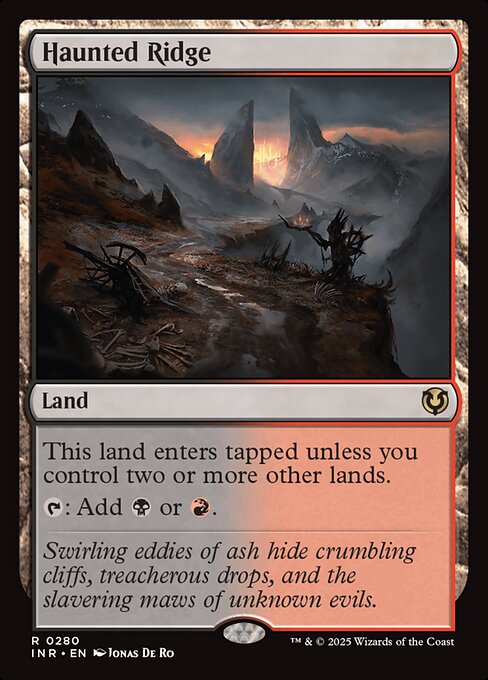 Haunted Ridge
Land
This land enters tapped unless you
control two or more other lands.
: Add or .
Swirling eddies of ash hide crumbling
cliffs, treacherous drops, and the
slavering maws of unknown evils.
R 0280
INR • EN Jonas De Ro
™ & © 2025 Wizards of the Coast